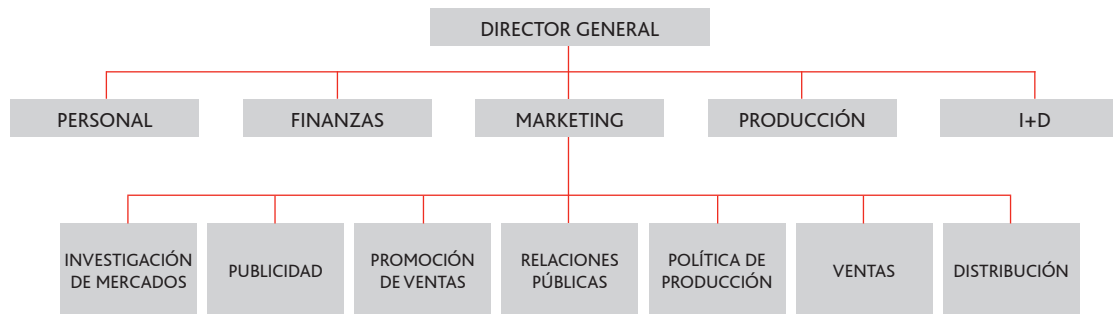 DIRECTOR GENERAL
PERSONAL
FINANZAS
MARKETING
PRODUCCIÓN
I+D
INVESTIGACIÓN
DE MERCADOS
PUBLICIDAD
PROMOCIÓN
DE VENTAS
RELACIONES
PÚBLICAS
POLÍTICA DE
PRODUCCIÓN
VENTAS
DISTRIBUCIÓN